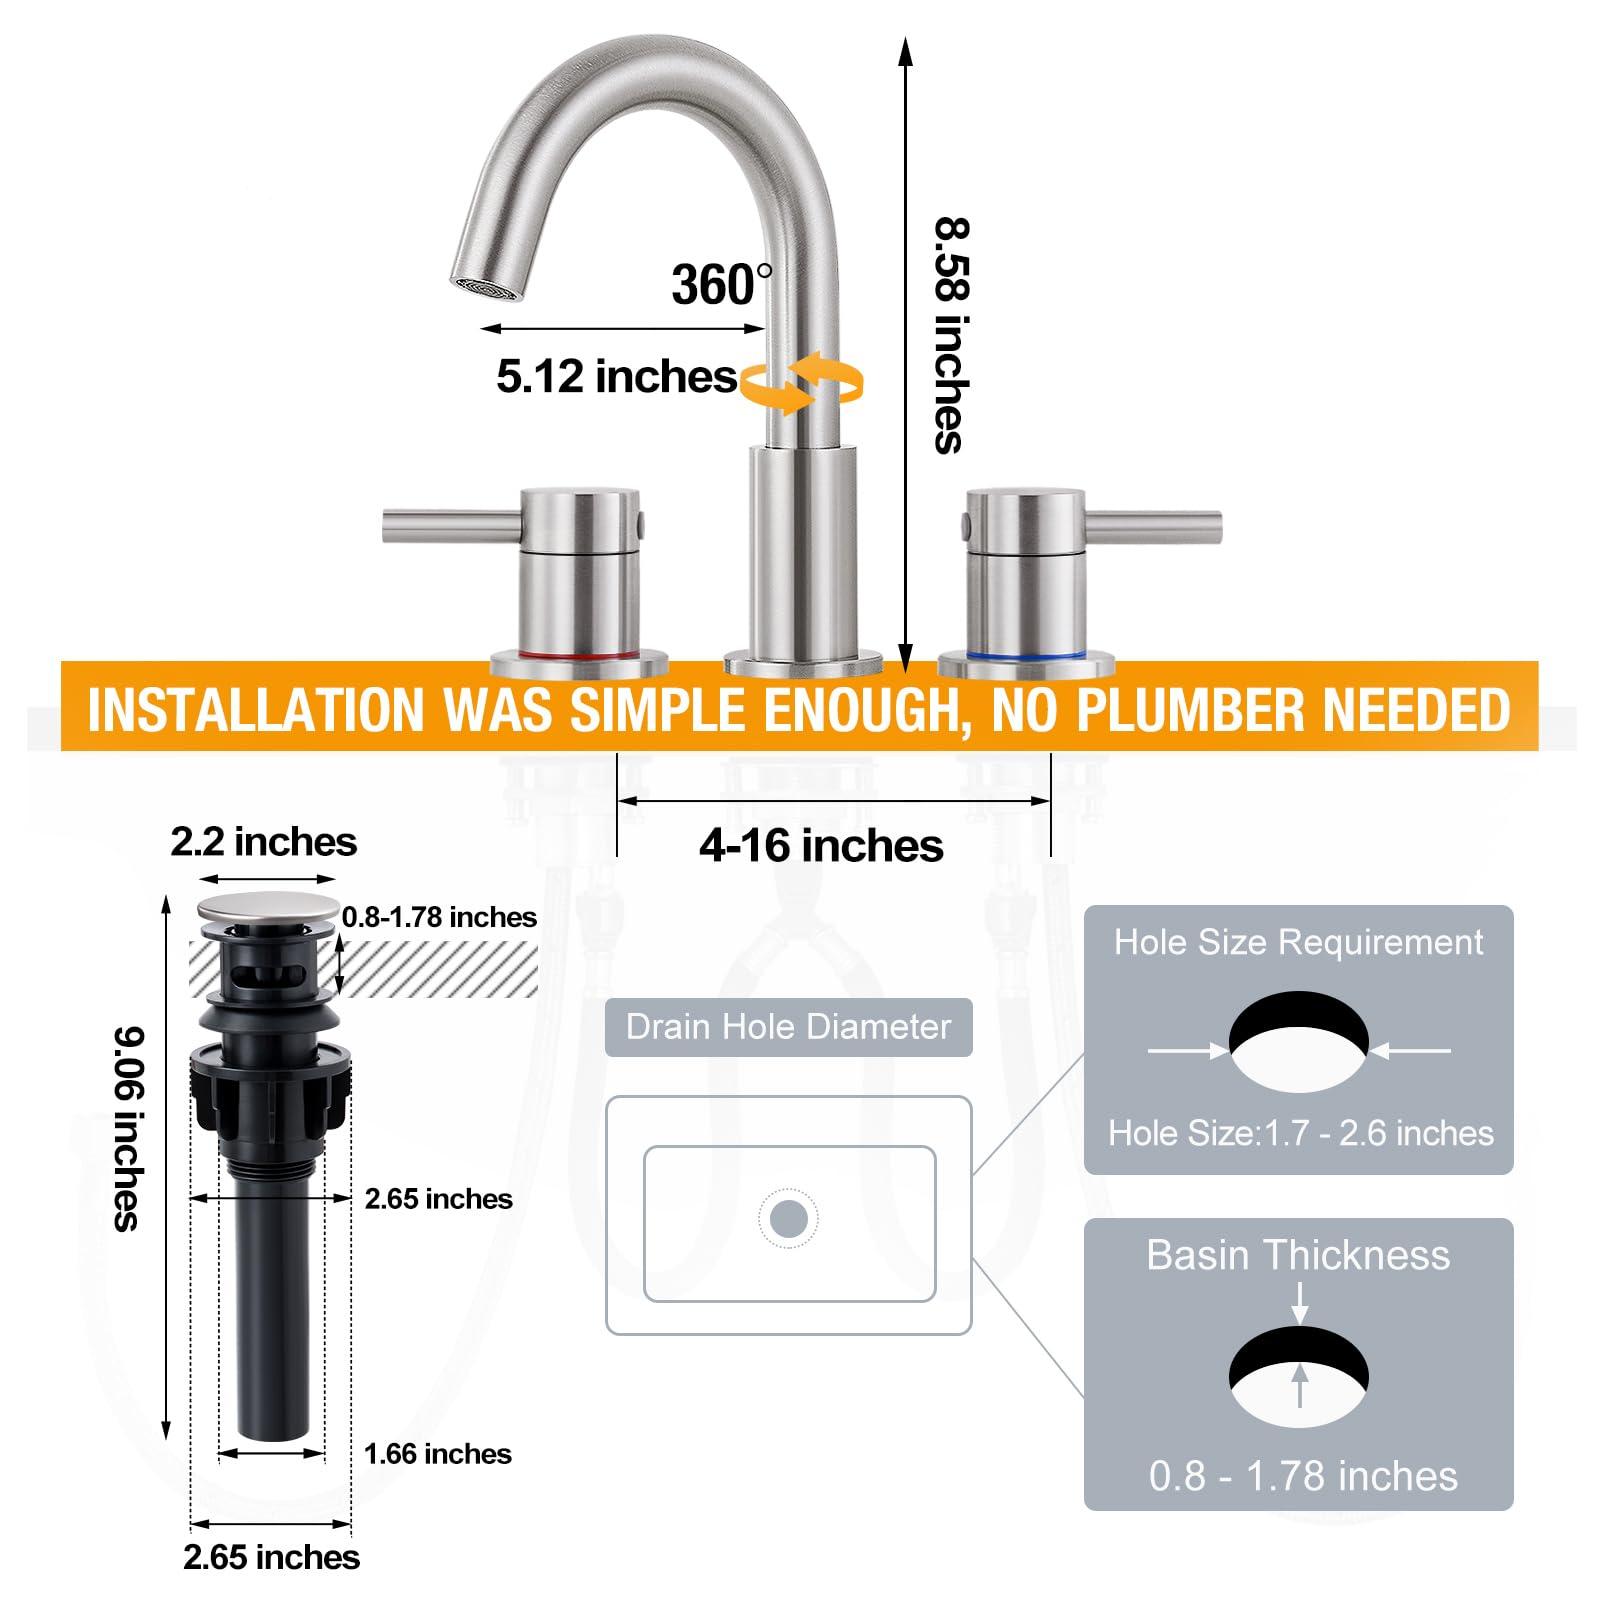 360°
5.12 inches
8.58 inches
INSTALLATION WAS SIMPLE ENOUGH, NO PLUMBER NEEDED
4-16 inches
2.2 inches
0.8-1.78 inches
9.06 inches
2.65 inches
1.66 inches
2.65 inches
Drain Hole Diameter
Hole Size Requirement
Hole Size:1.7 - 2.6 inches
Basin Thickness
0.8 - 1.78 inches